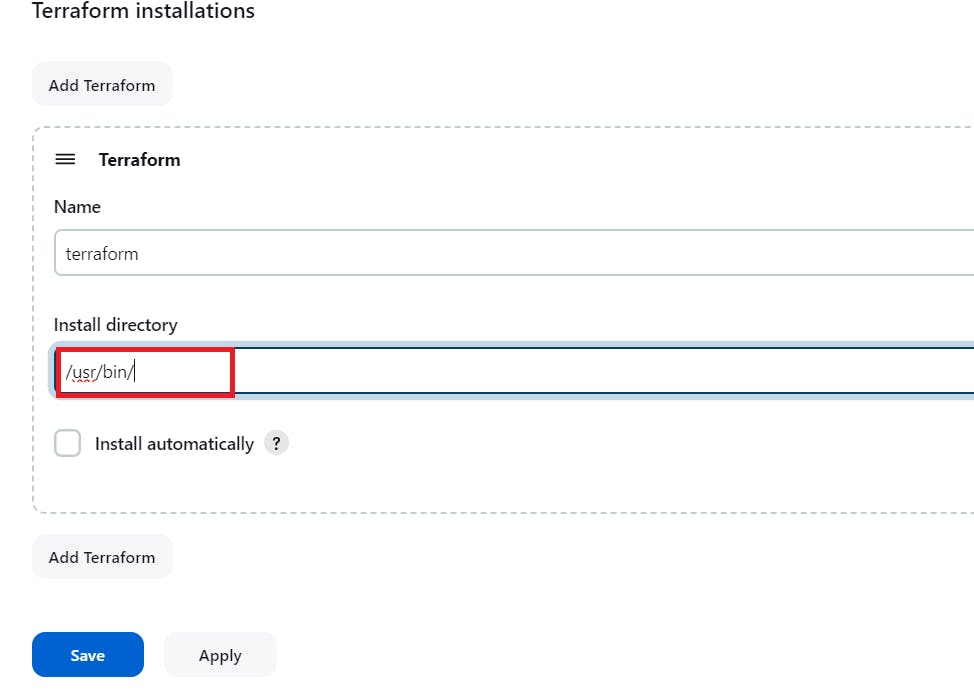 Terraform installations
Add Terraform
Terraform
Name
terraform
Install directory
/usr/bin/
Install automatically ?
Add Terraform
Save Apply